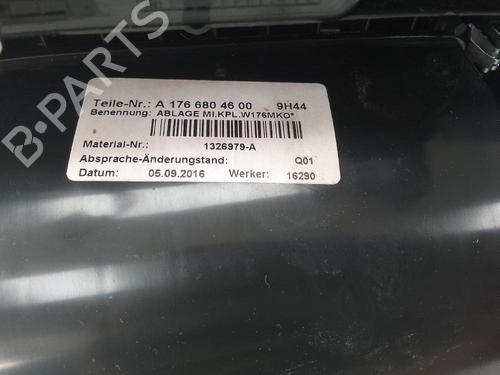 B-PARTS
Teile-Nr.: A 176 680 46 00 9H44
Benennung: ABLAGE MI.KPL.W176MKO*
Material-Nr.: 1326979-A
Absprache-Änderungstand: Q01
Datum: 05.09.2016 Werker: 16290